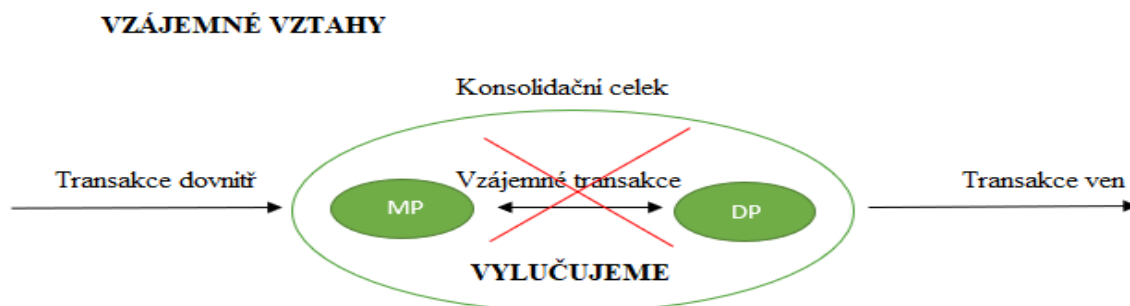 VZÁJEMNÉ VZTAHY
Konsolidační celek
Transakce dovnitř
Vzájemné transakce
Transakce ven
MP
DP
VYLUČUJEME